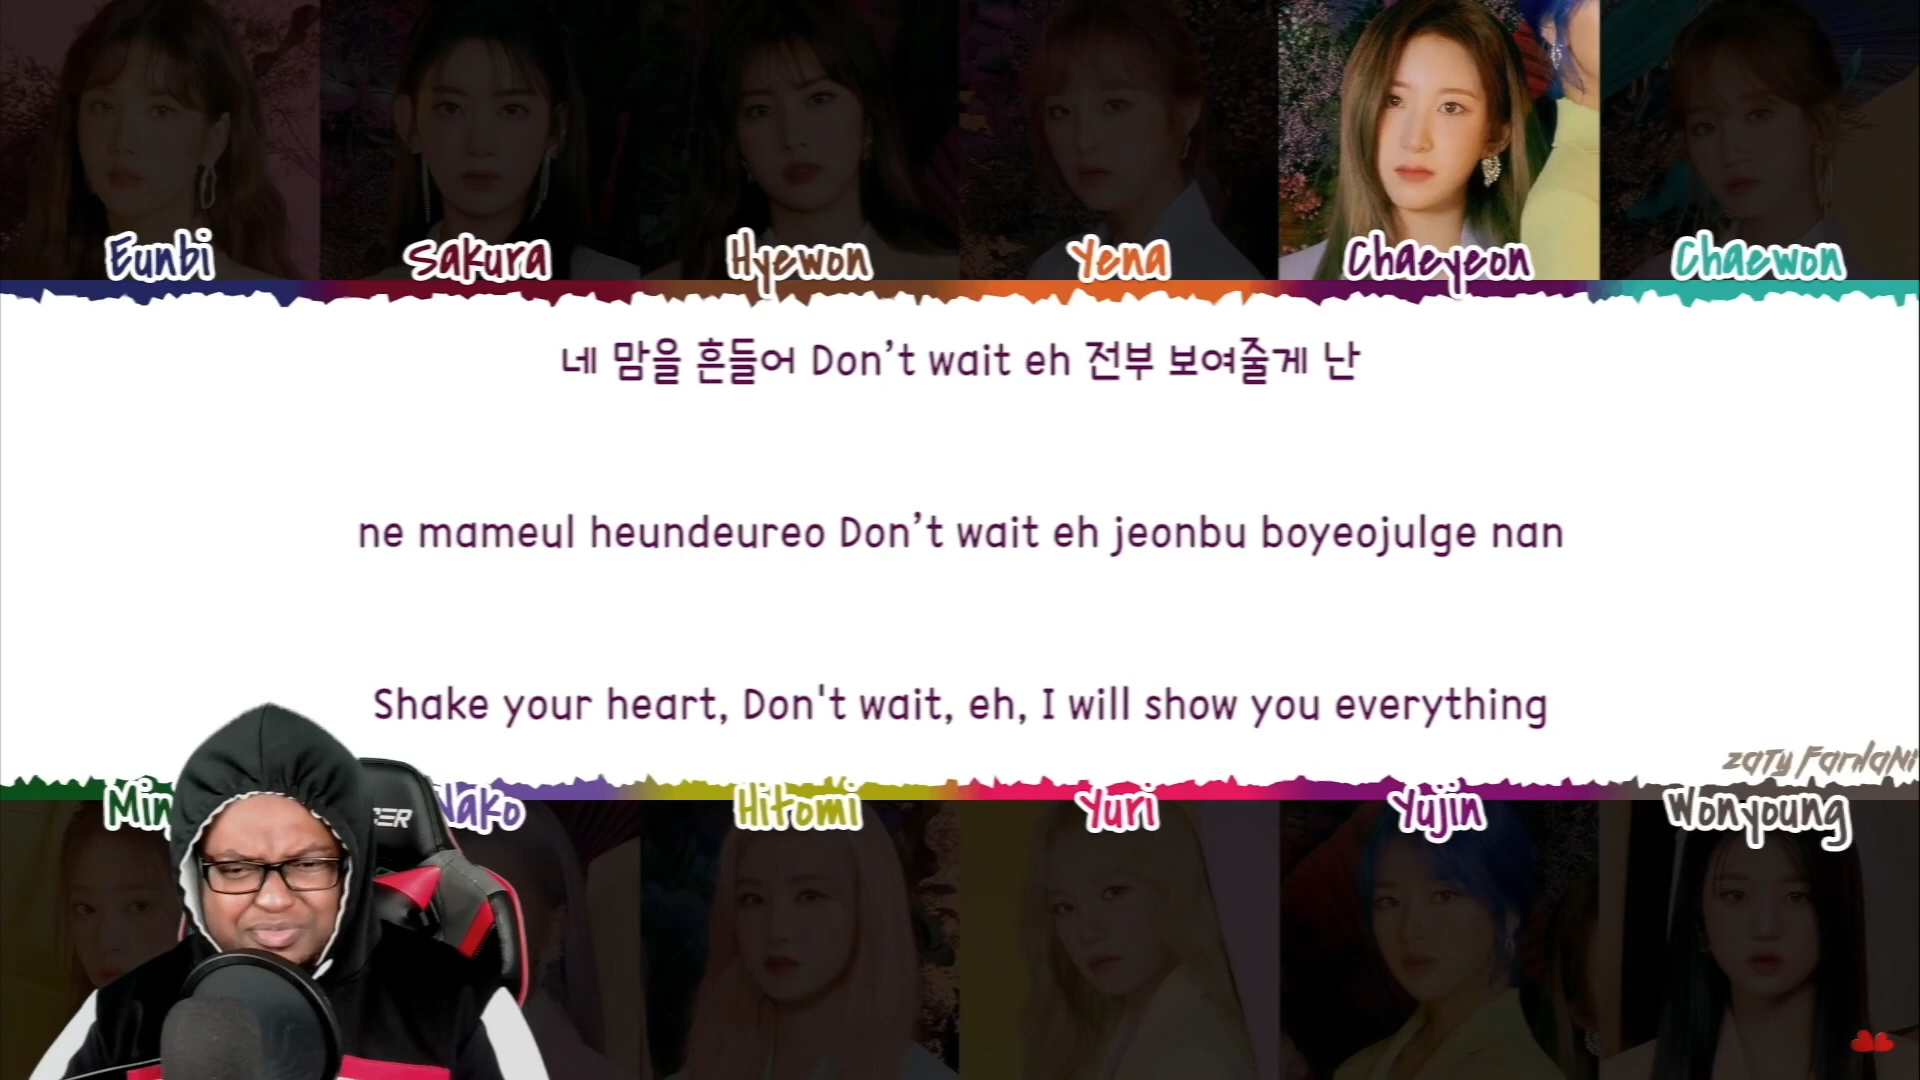 Eunbi Sakura Hyewon Yena Chaeyeon Chaewon
네 맘을 흔들어 Don’t wait eh 전부 보여줄게 난
ne mameul heundeureo Don’t wait eh jeonbu boyeojulge nan
Shake your heart, Don't wait, eh, I will show you everything
zaty farhani
Nako Hitomi Yuri Yujin Wonyoung